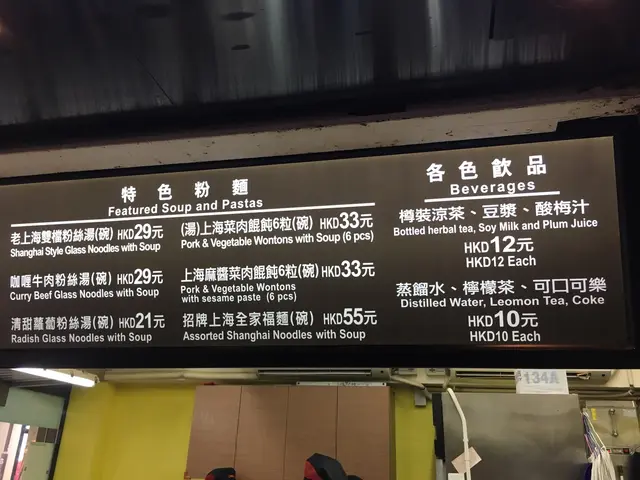 特色粉麵
Featured Soup and Pastas
老上海雙檔粉絲湯(碗) HKD29元
Shanghai Style Glass Noodles with Soup
咖喱牛肉粉絲湯(碗) HKD29元
Curry Beef Glass Noodles with Soup
清甜蘿蔔粉絲湯(碗) HKD21元
Radish Glass Noodles with Soup
(湯)上海菜肉餛飩6粒(碗) HKD33元
Pork & Vegetable Wontons with Soup (6 pcs)
上海麻醬菜肉餛飩6粒(碗) HKD33元
Pork & Vegetable Wontons
with sesame paste (6 pcs)
招牌上海全家福麵(碗) HKD55元
Assorted Shanghai Noodles with Soup
各色飲品
Beverages
樽裝涼茶、豆漿、酸梅汁
Bottled herbal tea, Soy Milk and Plum Juice
HKD12元
HKD12 Each
蒸餾水、檸檬茶、可口可樂
Distilled Water, Leomon Tea, Coke
HKD10元
HKD10 Each